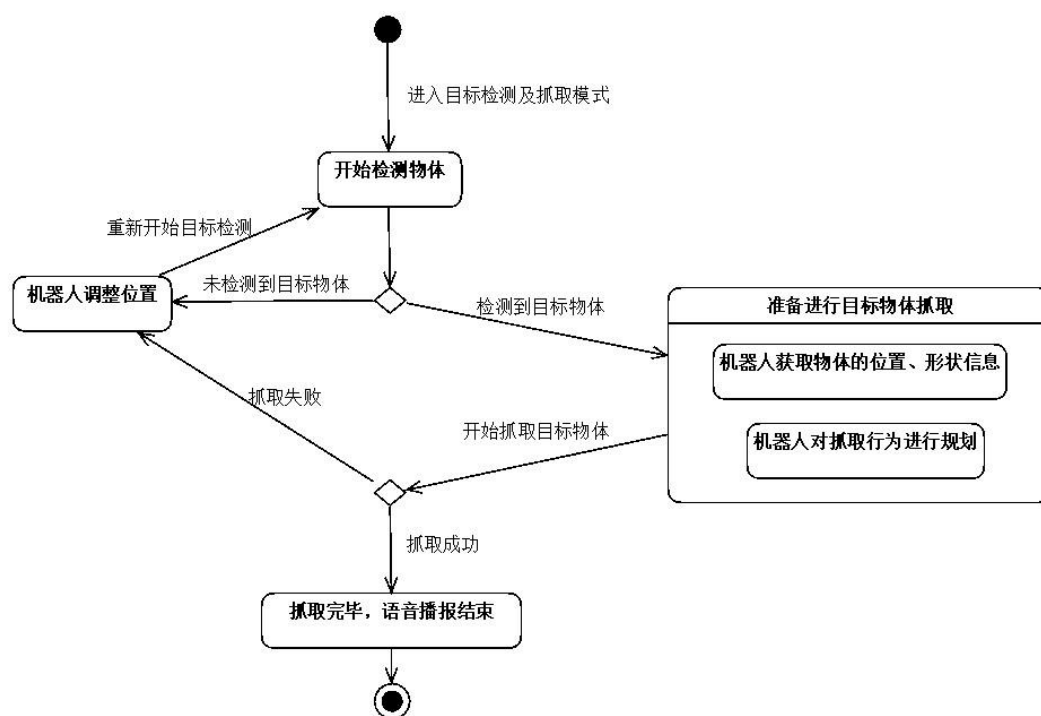 进入目标检测及抓取模式
开始检测物体
重新开始目标检测
机器人调整位置
未检测到目标物体
检测到目标物体
准备进行目标物体抓取
机器人获取物体的位置、形状信息
抓取失败
开始抓取目标物体
机器人对抓取行为进行规划
抓取成功
抓取完毕，语音播报结束